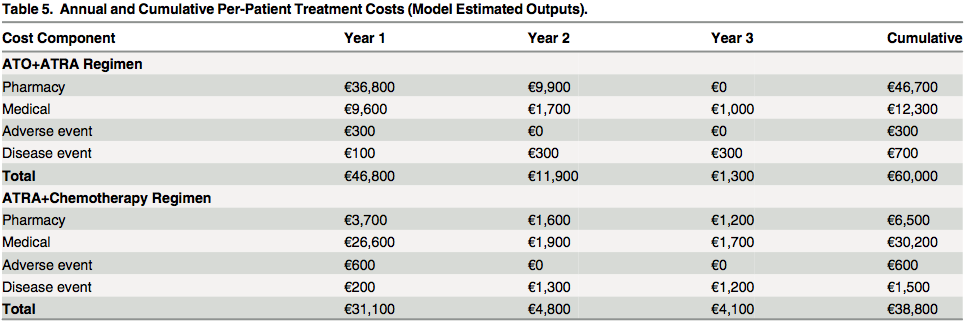 Table 5. Annual and Cumulative Per-Patient Treatment Costs (Model Estimated Outputs).
Cost Component Year 1 Year 2 Year 3 Cumulative
ATO+ATRA Regimen
Pharmacy €36,800 €9,900 €0 €46,700
Medical €9,600 €1,700 €1,000 €12,300
Adverse event €300 €0 €0 €300
Disease event €100 €300 €300 €700
Total €46,800 €11,900 €1,300 €60,000
ATRA+Chemotherapy Regimen
Pharmacy €3,700 €1,600 €1,200 €6,500
Medical €26,600 €1,900 €1,700 €30,200
Adverse event €600 €0 €0 €600
Disease event €200 €1,300 €1,200 €1,500
Total €31,100 €4,800 €4,100 €38,800